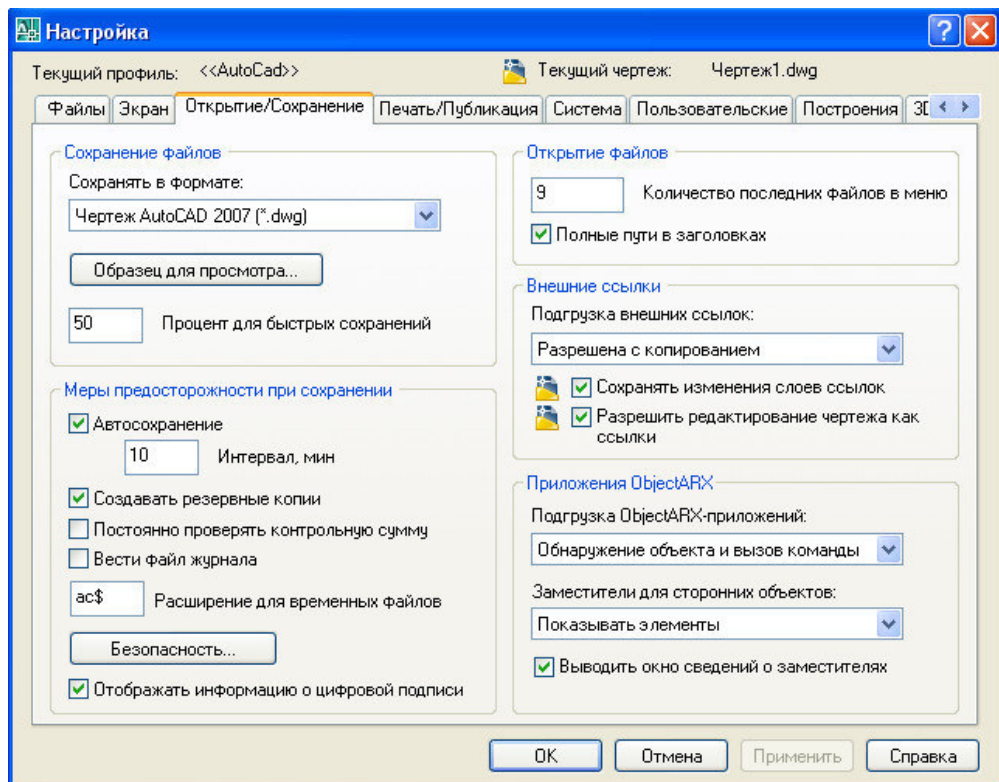 Настройка
Текущий профиль: <<AutoCad>> Текущий чертеж: Чертеж1.dwg
Файлы Экран Открытие/Сохранение Печать/Публикация Система Пользовательские Построения 3D
Сохранение файлов
Сохранять в формате:
Чертеж AutoCAD 2007 (*.dwg)
Образец для просмотра...
50 Процент для быстрых сохранений
Меры предосторожности при сохранении
Автосохранение
10 Интервал, мин
Создавать резервные копии
Постоянно проверять контрольную сумму
Вести файл журнала
ac$ Расширение для временных файлов
Безопасность...
Отображать информацию о цифровой подписи
Открытие файлов
9 Количество последних файлов в меню
Полные пути в заголовках
Внешние ссылки
Подгрузка внешних ссылок:
Разрешена с копированием
Сохранять изменения слоев ссылок
Разрешить редактирование чертежа как
ссылки
Приложения ObjectARX
Подгрузка ObjectARX-приложений:
Обнаружение объекта и вызов команды
Заместители для сторонних объектов:
Показывать элементы
Выводить окно сведений о заместителях
OK Отмена Применить Справка